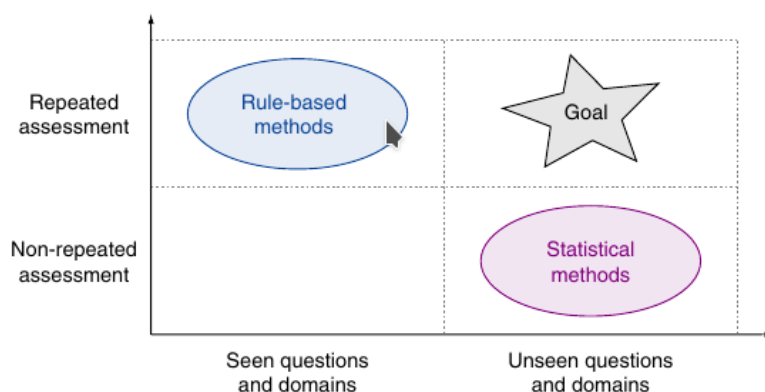 Repeated
assessment
Rule-based
methods
Goal
Non-repeated
assessment
Statistical
methods
Seen questions
and domains
Unseen questions
and domains